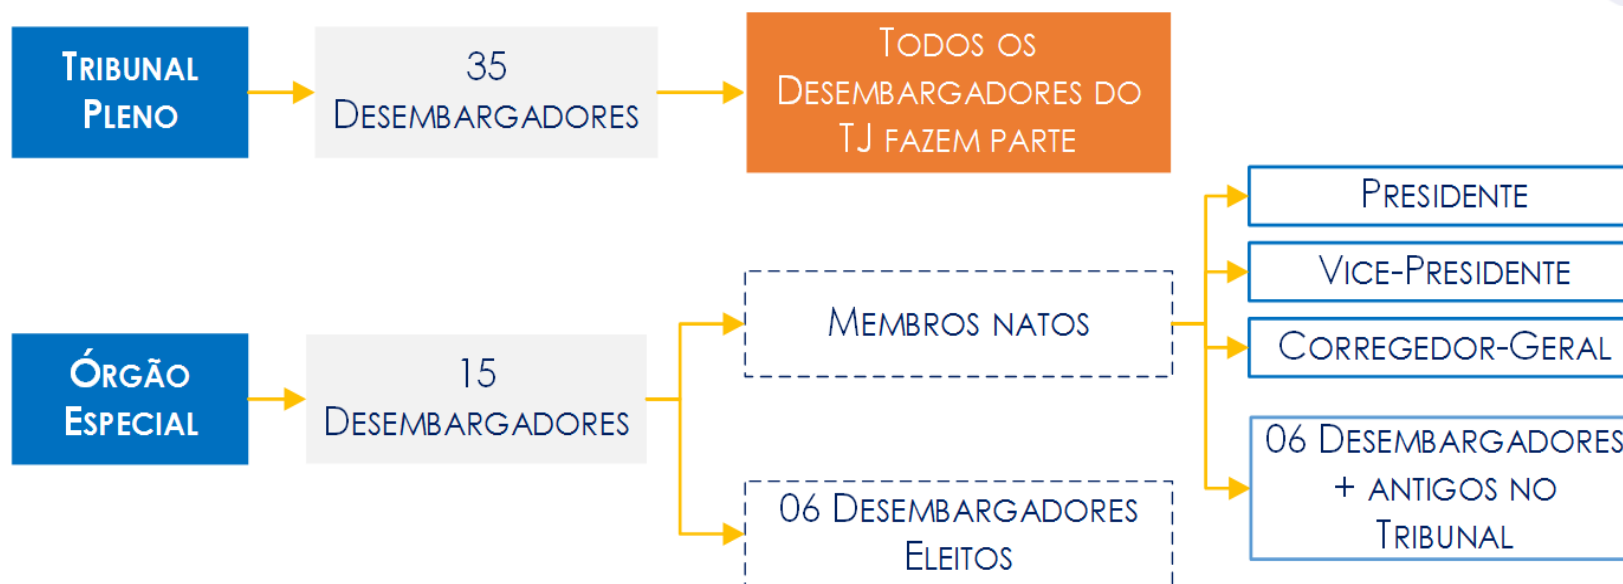 TRIBUNAL
PLENO
35
DESEMBARGADORES
TODOS OS
DESEMBARGADORES DO
TJ FAZEM PARTE
ÓRGÃO
ESPECIAL
15
DESEMBARGADORES
MEMBROS NATOS
PRESIDENTE
VICE-PRESIDENTE
CORREGEDOR-GERAL
06 DESEMBARGADORES
+ ANTIGOS NO
TRIBUNAL
06 DESEMBARGADORES
ELEITOS